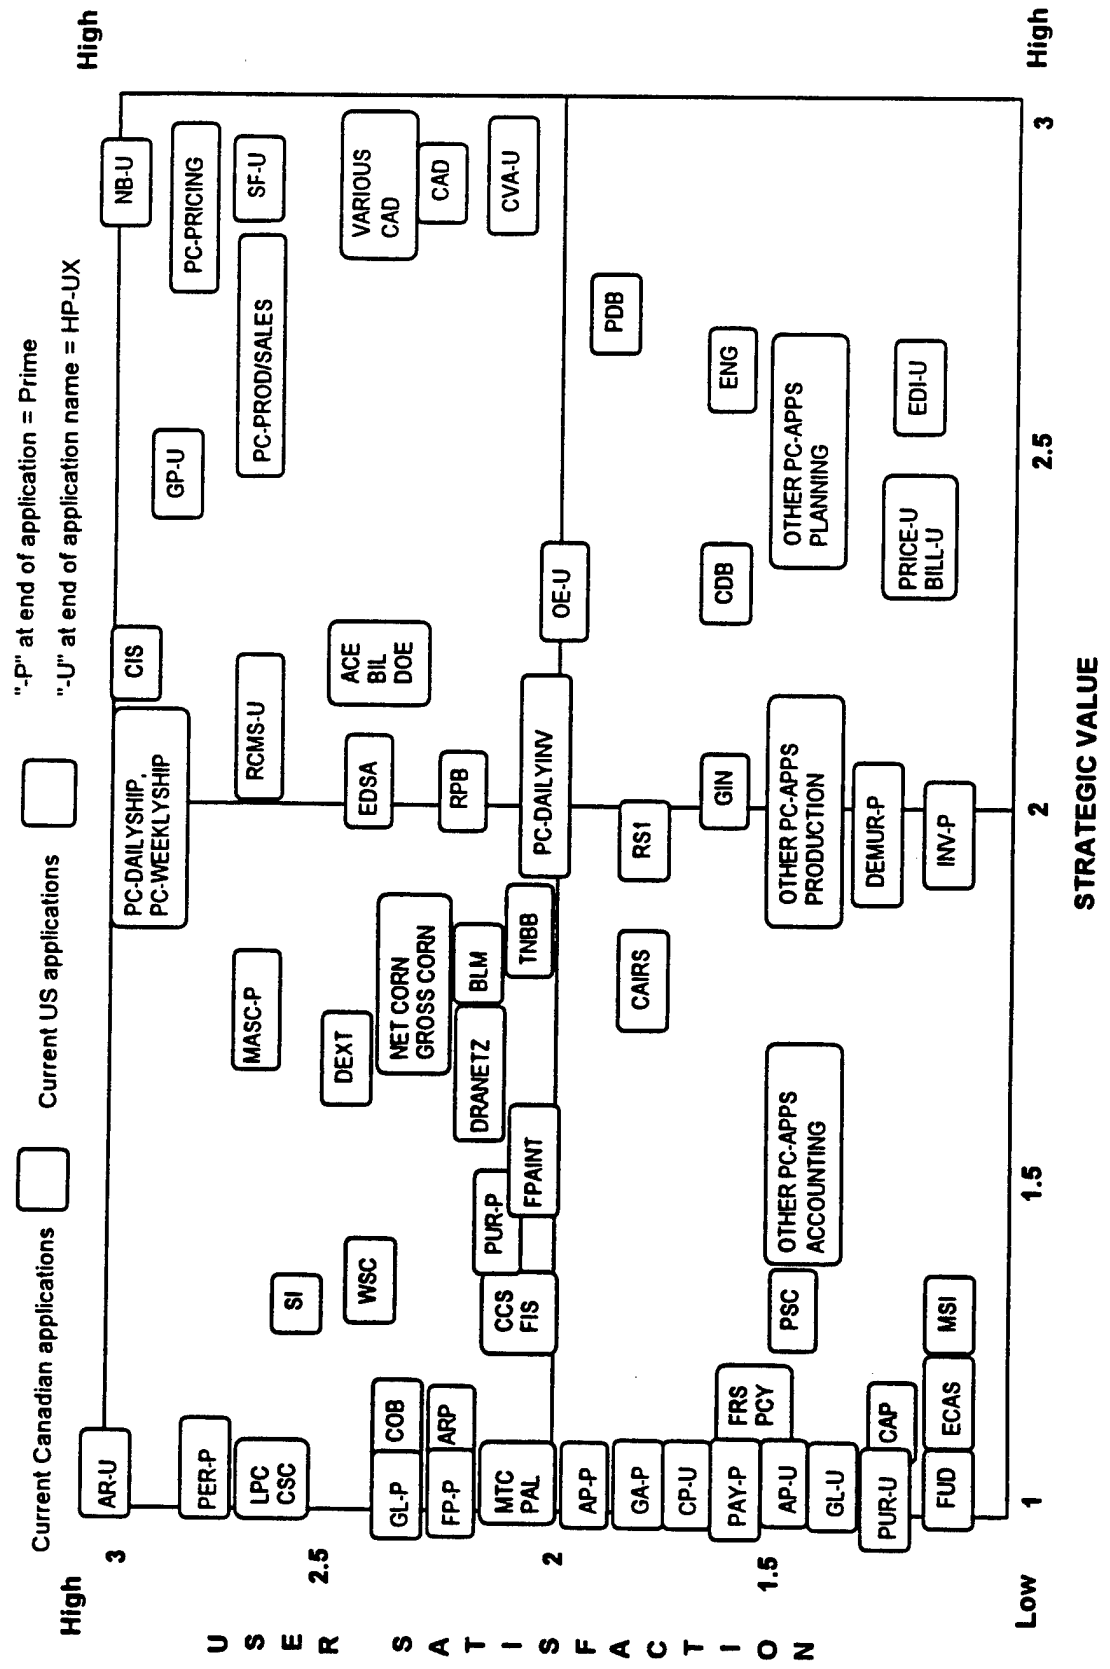 "-P" at end of application = Prime
Current Canadian applications
Current US applications
"-U" at end of application name = HP-UX
High
High
3
AR-U
PC-DAILYSHIP,
PC-WEEKLYSHIP
CIS
NB-U
GP-U
PC-PRICING
PER-P
LPC
CSC
MASC-P
RCMS-U
PC-PROD/SALES
SF-U
2.5
SI
DEXT
EDSA
ACE
BIL
DOE
VARIOUS
CAD
WSC
GL-P
COB
NET CORN
GROSS CORN
FP-P
ARP
RPB
CAD
MTC
PAL
CCS
FIS
PUR-P
DRANETZ
BLM
CVA-U
FPAINT
TNBB
PC-DAILYINV
OE-U
2
AP-P
PDB
GA-P
CAIRS
RS1
CP-U
PAY-P
FRS
PCY
GIN
CDB
ENG
1.5
AP-U
PSC
OTHER PC-APPS
ACCOUNTING
OTHER PC-APPS
PRODUCTION
OTHER PC-APPS
PLANNING
GL-U
PUR-U
CAP
DEMUR-P
PRICE-U
BILL-U
EDI-U
FUD
ECAS
MSI
INV-P
Low
1
1.5
2
2.5
3
High
USER SATISFACTION
STRATEGIC VALUE